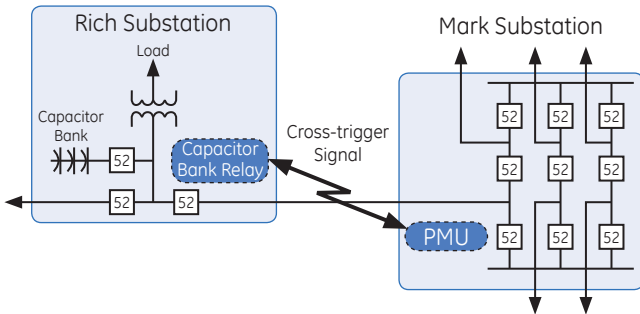 Rich Substation
Load
Capacitor
Bank
52
52
52
Capacitor
Bank Relay
Cross-trigger
Signal
Mark Substation
52
52
52
52
52
52
52
52
52
PMU